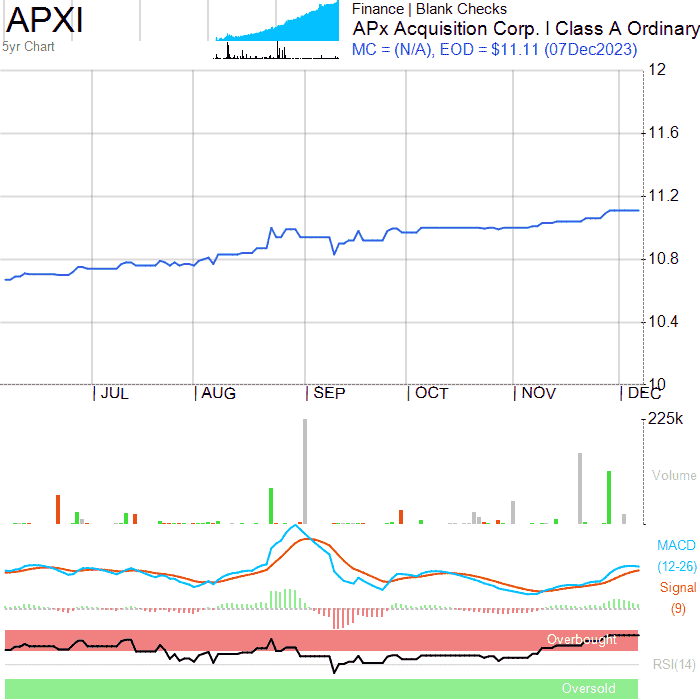 APXI
5yr Chart
Finance | Blank Checks
APx Acquisition Corp. I Class A Ordinary
MC = (N/A), EOD = $11.11 (07Dec2023)
12
11.6
11.2
10.8
10.4
10
JUL AUG SEP OCT NOV DEC
225k
Volume
MACD
(12-26)
Signal
(9)
Overbought
RSI(14)
Oversold